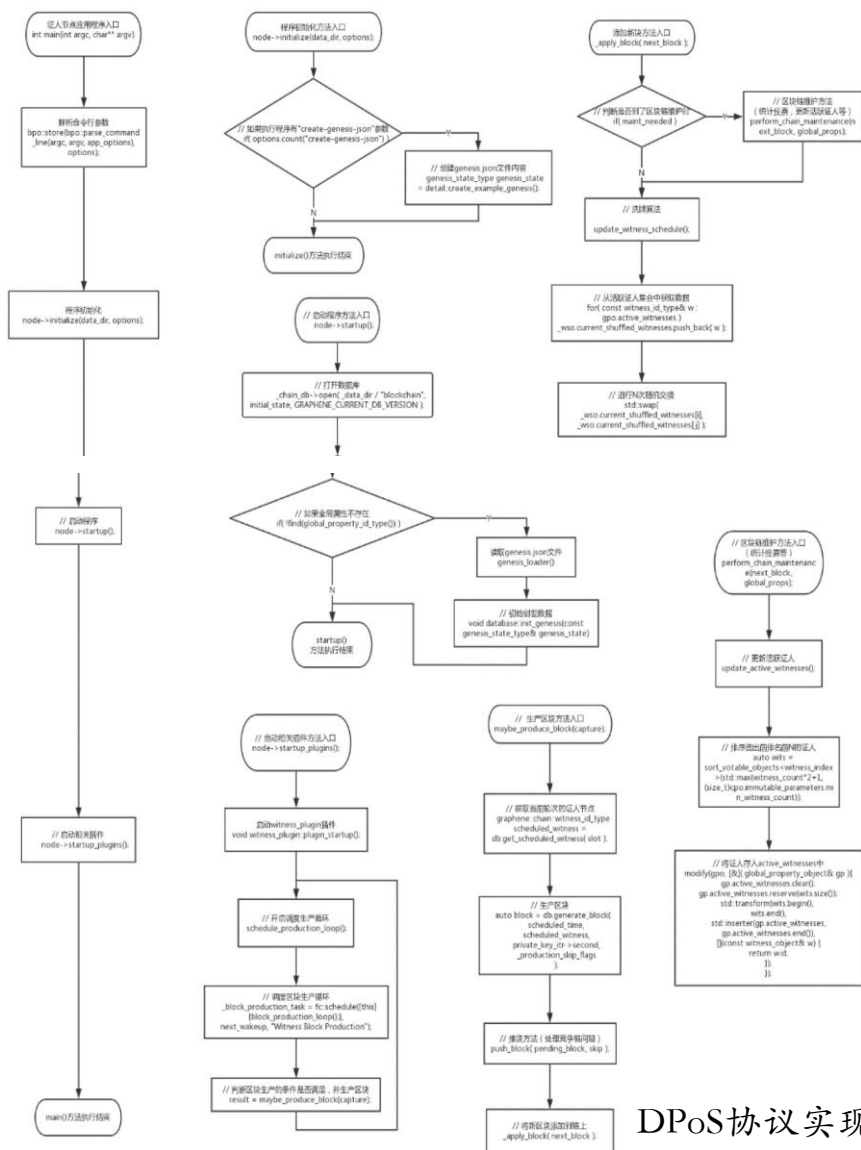 证人节点应用程序入口
int main(int argc, char** argv)
解析命令行参数
bpo::store(bpo::parse_command
_line(argc, argv, app_options),
options);
程序初始化
node->initialize(data_dir, options);
// 启动程序
node->startup();
// 启动相关插件
node->startup_plugins();
main()方法执行结束
程序初始化方法入口
node->initialize(data_dir, options);
// 如果执行程序有"create-genesis-json"参数
if( options.count("create-genesis-json") )
Y
// 创建genesis json文件内容
genesis_state_type genesis_state
= detail::create_example_genesis().
N
initialize()方法执行结束
// 启动程序方法入口
node->startup();
// 打开数据库
_chain_db->open( _data_dir / "blockchain",
initial_state, GRAPHENE_CURRENT_DB_VERSION );
// 如果全局属性不存在
if( !find(global_property_id_type()) )
Y
读取genesis json文件
genesis_loader()
// 初始创世数据
void database::init_genesis(const
genesis_state_type& genesis_state)
N
startup()
方法执行结束
// 启动相关插件方法入口
node->startup_plugins();
启动witness_plugin插件
void witness_plugin::plugin_startup().
// 开启调度生产循环
schedule_production_loop();
// 调度区块生产循环
_block_production_task = fc::schedule([this]
{block_production_loop();},
next_wakeup, "Witness Block Production");
// 判断区块生产的条件是否满足，并生产区块
result = maybe_produce_block(capture).
// 生产区块方法入口
maybe_produce_block(capture).
// 获取当前轮次的证人节点
graphene::chain::witness_id_type
scheduled_witness =
db.get_scheduled_witness( slot ).
// 生产区块
auto block = db.generate_block(
scheduled_time,
scheduled_witness,
private_key_itr->second,
_production_skip_flags
).
// 推块方法（处理竞争链问题）
push_block( pending_block, skip ).
// 将新区块添加到链上
_apply_block( next_block ).
添加新块方法入口
_apply_block( next_block );
// 判断是否到了区块链维护时
if( maint_needed )
Y
// 区块链维护方法
（统计投票，更新活跃证人等）
perform_chain_maintenance(n
ext_block, global_props).
N
// 洗牌算法
update_witness_schedule();
// 从活跃证人集合中获取数据
for( const witness_id_type& w :
gpo.active_witnesses )
_wso.current_shuffled_witnesses.push_back( w );
// 进行N次随机交换
std::swap(
_wso.current_shuffled_witnesses[i],
_wso.current_shuffled_witnesses[ j] );
// 区块链维护方法入口
（统计投票等）
perform_chain_maintenanc
e(next_block,
global_props);
// 更新活跃证人
update_active_witnesses();
// 排序选出前排名前N的证人
auto wits =
sort_votable_objects<witness_index
>(std::max(witness_count*2+1,
(size_t)cpo.immutable_parameters.mi
n_witness_count));
// 将证人存入active_witnesses中
modify(gpo, [&]( global_property_object& gp ){
gp.active_witnesses.clear().
gp.active_witnesses.reserve(wits.size()).
std::transform(wits.begin(),
wits.end(),
std::inserter(gp.active_witnesses,
gp.active_witnesses.end()),
[](const witness_object& w) {
return w.id;
});
});
DPoS协议实现